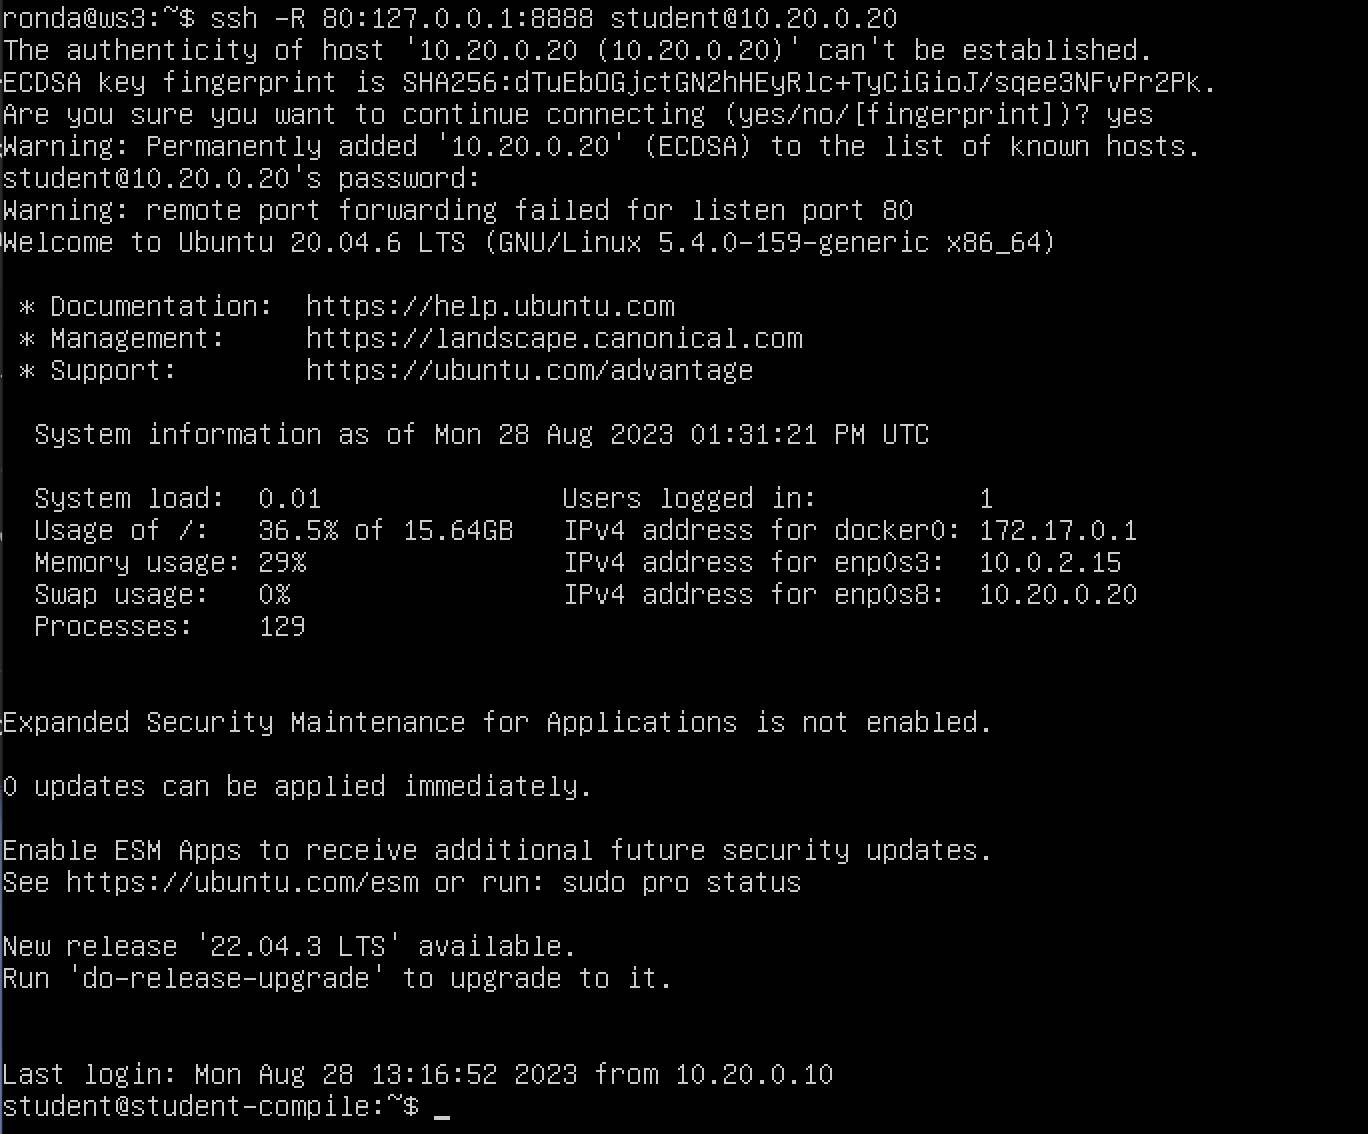 ronda@ws3:~$ ssh -R 80:127.0.0.1:8888 student@10.20.0.20
The authenticity of host '10.20.0.20 (10.20.0.20)' can't be established.
ECDSA key fingerprint is SHA256:dTuEbOGjctGN2hHEyRlc+TyCiGioJ/sqee3NFvPr2Pk.
Are you sure you want to continue connecting (yes/no/[fingerprint])? yes
Warning: Permanently added '10.20.0.20' (ECDSA) to the list of known hosts.
student@10.20.0.20's password:
Warning: remote port forwarding failed for listen port 80
Welcome to Ubuntu 20.04.6 LTS (GNU/Linux 5.4.0-159-generic x86_64)

 * Documentation:  https://help.ubuntu.com
 * Management:     https://landscape.canonical.com
 * Support:        https://ubuntu.com/advantage

  System information as of Mon 28 Aug 2023 01:31:21 PM UTC

  System load:  0.01               Users logged in:          1
  Usage of /:   36.5% of 15.64GB   IPv4 address for docker0: 172.17.0.1
  Memory usage: 29%                IPv4 address for enp0s3:  10.0.2.15
  Swap usage:   0%                 IPv4 address for enp0s8:  10.20.0.20
  Processes:    129

Expanded Security Maintenance for Applications is not enabled.

0 updates can be applied immediately.

Enable ESM Apps to receive additional future security updates.
See https://ubuntu.com/esm or run: sudo pro status

New release '22.04.3 LTS' available.
Run 'do-release-upgrade' to upgrade to it.

Last login: Mon Aug 28 13:16:52 2023 from 10.20.0.10
student@student-compile:~$ _